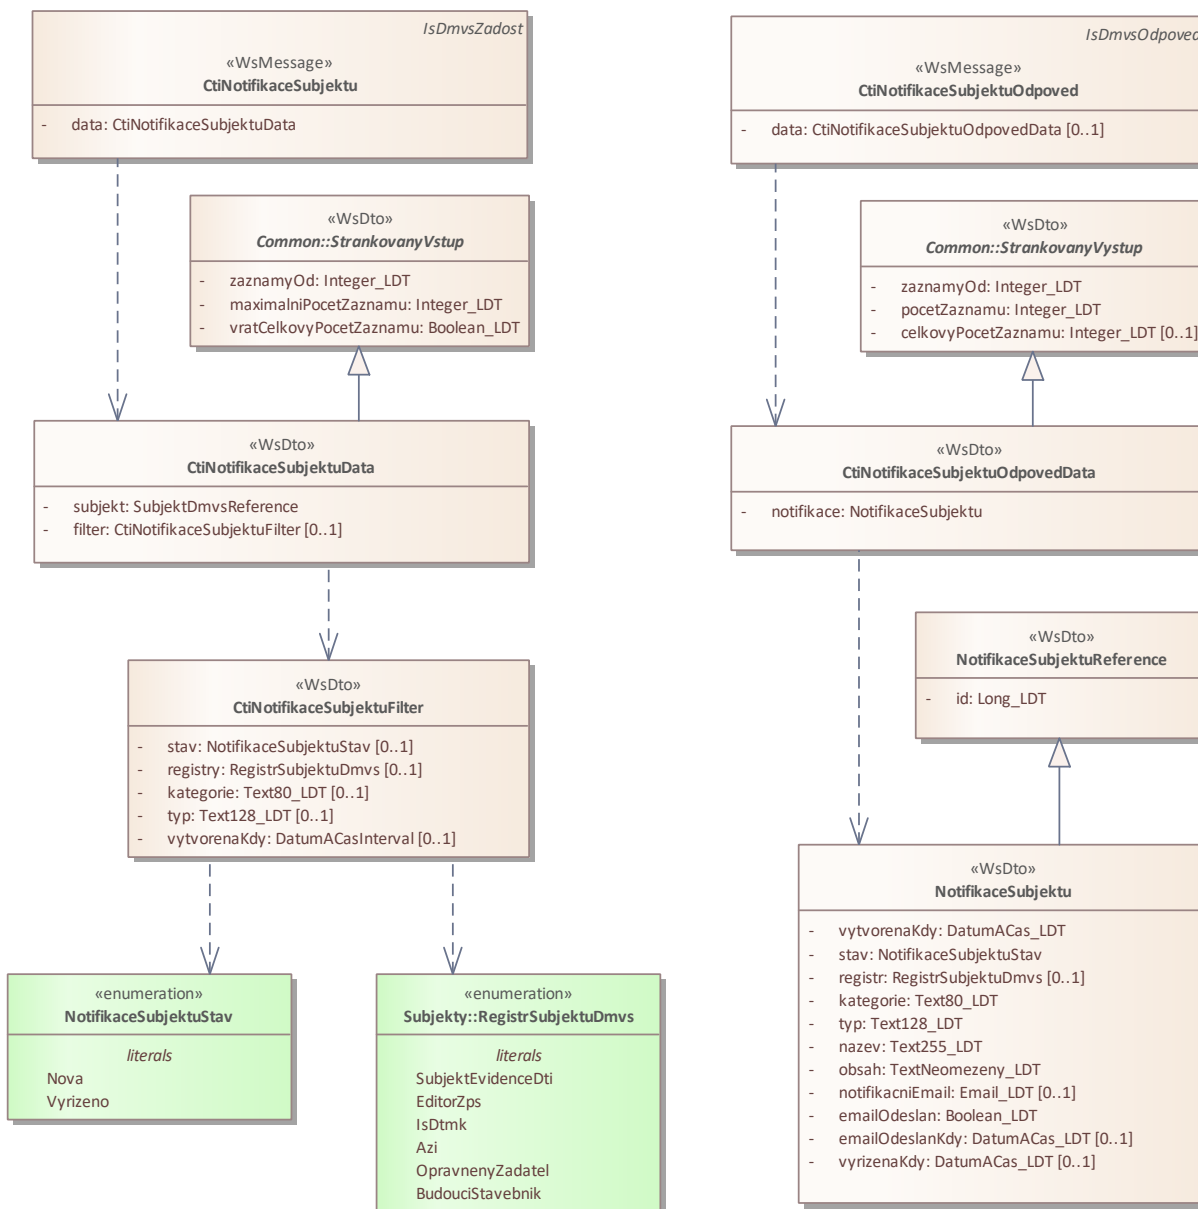 IsDmvsZadost
«WsMessage»
CtiNotifikaceSubjektu
- data: CtiNotifikaceSubjektuData
«WsDto»
Common::StrankovanyVstup
- zaznamyOd: Integer_LDT
- maximalniPocetZaznamu: Integer_LDT
- vratCelkovyPocetZaznamu: Boolean_LDT
«WsDto»
CtiNotifikaceSubjektuData
- subjekt: SubjektDmvsReference
- filter: CtiNotifikaceSubjektuFilter [0..1]
«WsDto»
CtiNotifikaceSubjektuFilter
- stav: NotifikaceSubjektuStav [0..1]
- registry: RegistrSubjektuDmvs [0..1]
- kategorie: Text80_LDT [0..1]
- typ: Text128_LDT [0..1]
- vytvorenaKdy: DatumACasInterval [0..1]
«enumeration»
NotifikaceSubjektuStav
literals
Nova
Vyrizeno
«enumeration»
Subjekty::RegistrSubjektuDmvs
literals
SubjektEvidenceDti
EditorZps
IsDtmk
Azi
OpravnenyZadatel
BudouciStavebnik
IsDmvsOdpoved
«WsMessage»
CtiNotifikaceSubjektuOdpoved
- data: CtiNotifikaceSubjektuOdpovedData [0..1]
«WsDto»
Common::StrankovanyVystup
- zaznamyOd: Integer_LDT
- pocetZaznamu: Integer_LDT
- celkovyPocetZaznamu: Integer_LDT [0..1]
«WsDto»
CtiNotifikaceSubjektuOdpovedData
- notifikace: NotifikaceSubjektu
«WsDto»
NotifikaceSubjektuReference
- id: Long_LDT
«WsDto»
NotifikaceSubjektu
- vytvorenaKdy: DatumACas_LDT
- stav: NotifikaceSubjektuStav
- registr: RegistrSubjektuDmvs [0..1]
- kategorie: Text80_LDT
- typ: Text128_LDT
- nazev: Text255_LDT
- obsah: TextNeomezeny_LDT
- notifikacniEmail: Email_LDT [0..1]
- emailOdeslan: Boolean_LDT
- emailOdeslanKdy: DatumACas_LDT [0..1]
- vyrizenaKdy: DatumACas_LDT [0..1]